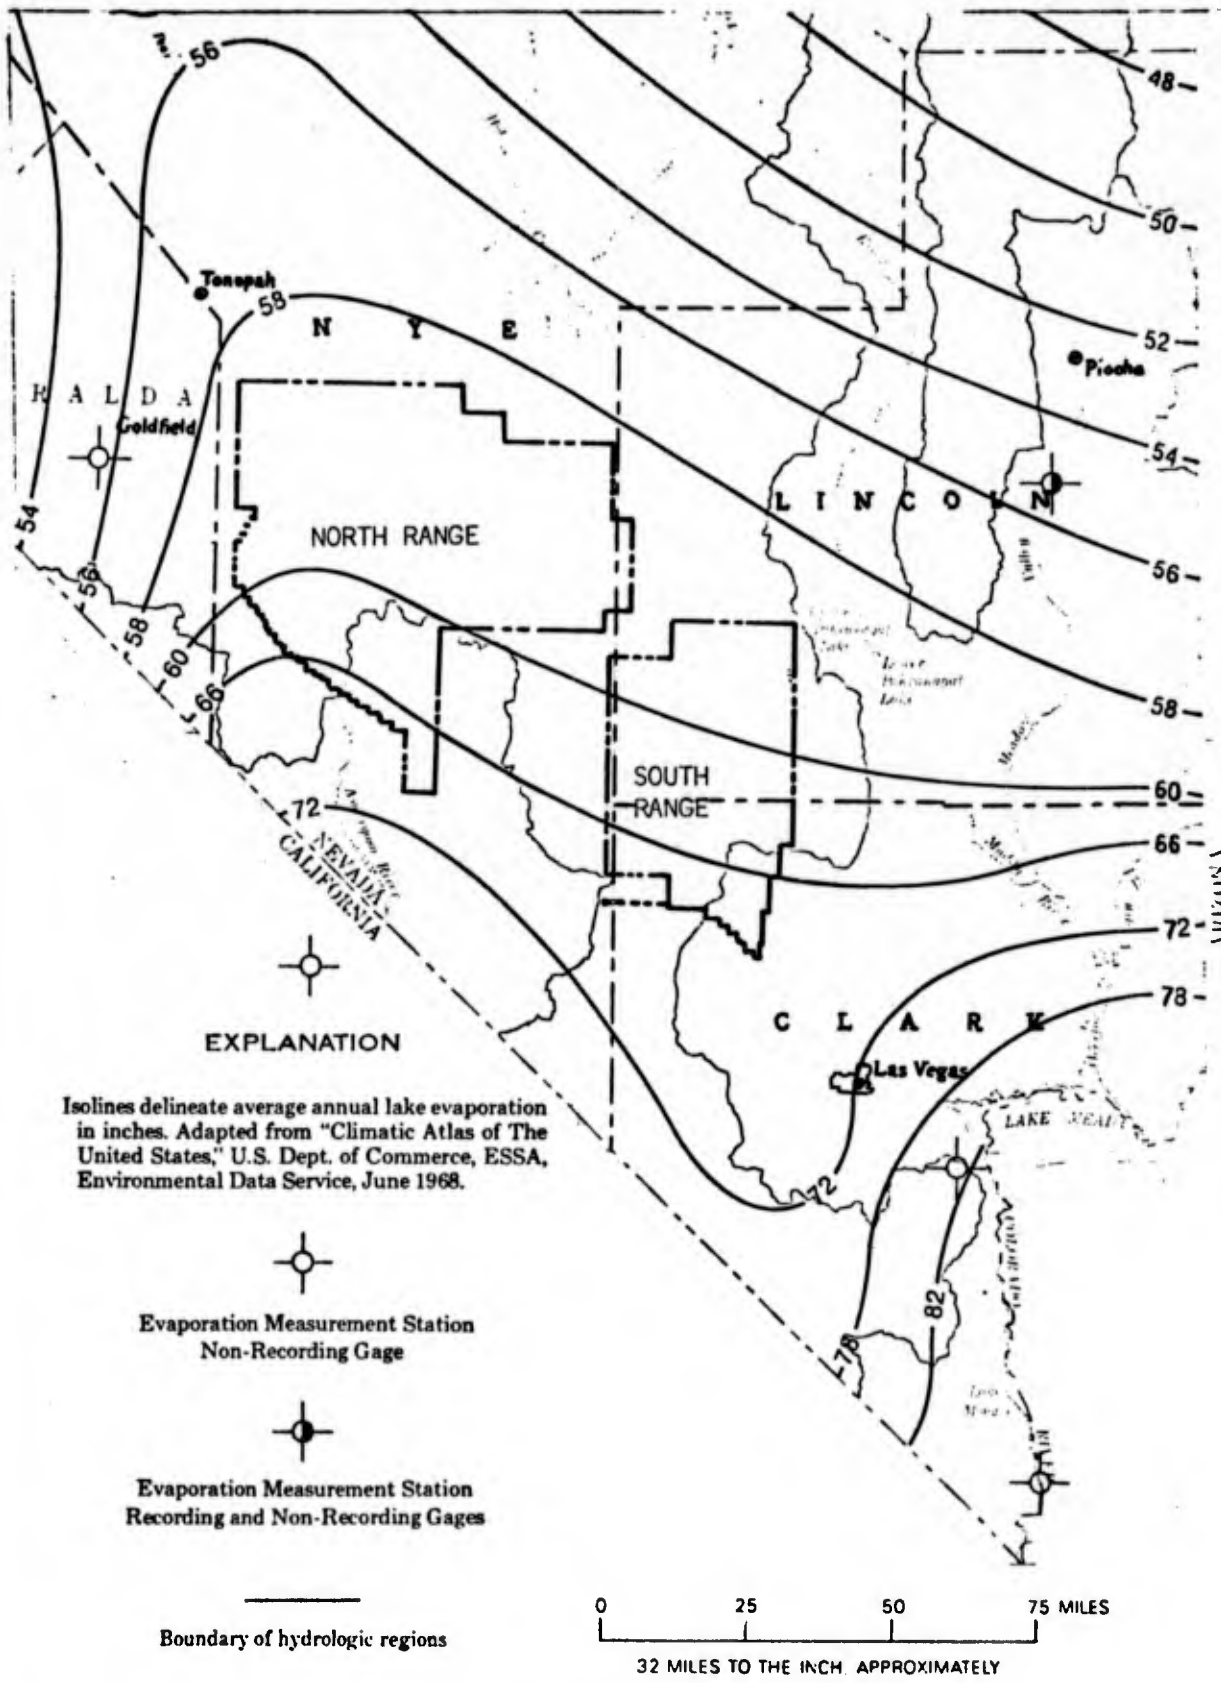 56
48
50
Tonopah
58
N Y E
52
Pioche
R A L D A
Goldfield
54
L I N C O L N
54
NORTH RANGE
56
56
58
60
66
58
SOUTH
RANGE
60
72
66
NEVADA
CALIFORNIA
72
78
C L A R K
EXPLANATION
Las Vegas
Isolines delineate average annual lake evaporation
in inches. Adapted from "Climatic Atlas of The
United States," U.S. Dept. of Commerce, ESSA,
Environmental Data Service, June 1968.
LAKE MEAD
72
82
78
Evaporation Measurement Station
Non-Recording Gage
Evaporation Measurement Station
Recording and Non-Recording Gages
Boundary of hydrologic regions
0 25 50 75 MILES
32 MILES TO THE INCH APPROXIMATELY